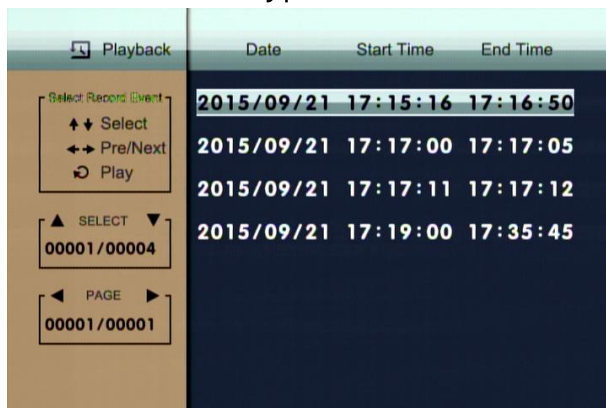 Playback
Date Start Time End Time
Select Record Event
Select
Pre/Next
Play
SELECT
00001/00004
PAGE
00001/00001
2015/09/21 17:15:16 17:16:50
2015/09/21 17:17:00 17:17:05
2015/09/21 17:17:11 17:17:12
2015/09/21 17:19:00 17:35:45